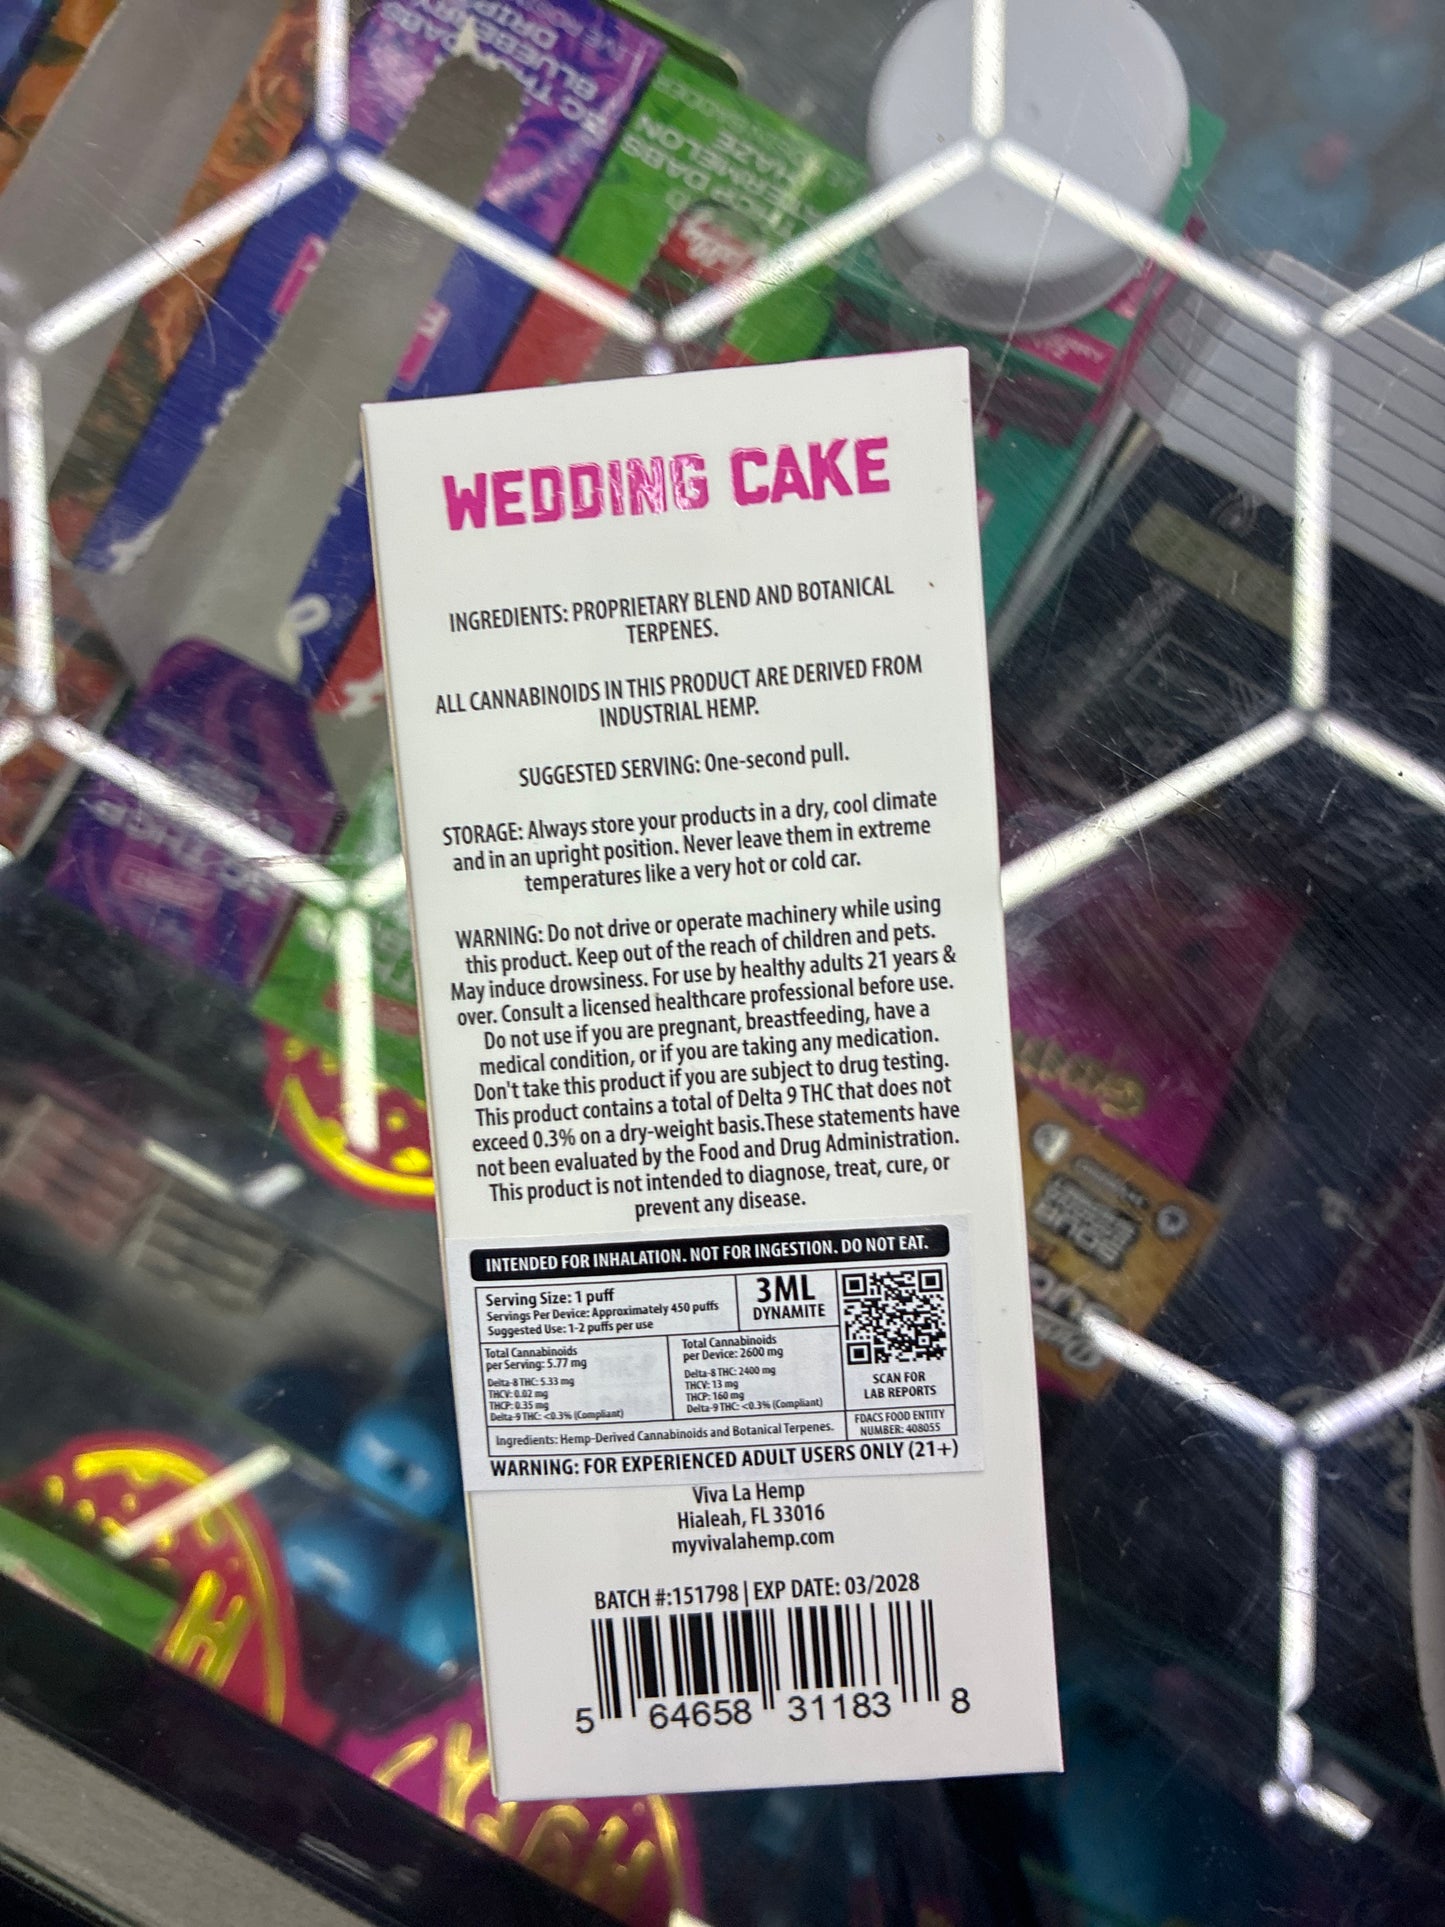 WEDDING CAKE
INGREDIENTS: PROPRIETARY BLEND AND BOTANICAL
TERPENES.
ALL CANNABINOIDS IN THIS PRODUCT ARE DERIVED FROM
INDUSTRIAL HEMP.
SUGGESTED SERVING: One-second pull.
STORAGE: Always store your products in a dry, cool climate
and in an upright position. Never leave them in extreme
temperatures like a very hot or cold car.
WARNING: Do not drive or operate machinery while using
this product. Keep out of the reach of children and pets.
May induce drowsiness. For use by healthy adults 21 years &
over. Consult a licensed healthcare professional before use.
Do not use if you are pregnant, breastfeeding, have a
medical condition, or if you are taking any medication.
Don't take this product if you are subject to drug testing.
This product contains a total of Delta 9 THC that does not
exceed 0.3% on a dry-weight basis.These statements have
not been evaluated by the Food and Drug Administration.
This product is not intended to diagnose, treat, cure, or
prevent any disease.
INTENDED FOR INHALATION. NOT FOR INGESTION. DO NOT EAT.
Serving Size: 1 puff
Servings Per Device: Approximately 450 puffs
Suggested Use: 1-2 puffs per use
3ML
DYNAMITE
Total Cannabinoids
per Serving: 5.77 mg
Delta-8 THC: 5.33 mg
THCV: 0.02 mg
THCP: 0.35 mg
Delta-9 THC: <0.3% (Compliant)
Total Cannabinoids
per Device: 2600 mg
Delta-8 THC: 2400 mg
THCV: 13 mg
THCP: 160 mg
Delta-9 THC: <0.3% (Compliant)
SCAN FOR
LAB REPORTS
Ingredients: Hemp-Derived Cannabinoids and Botanical Terpenes.
FDACS FOOD ENTITY
NUMBER: 408055
WARNING: FOR EXPERIENCED ADULT USERS ONLY (21+)
Viva La Hemp
Hialeah, FL 33016
myvivalahemp.com
BATCH #:151798 | EXP DATE: 03/2028
5 64658 31183 8